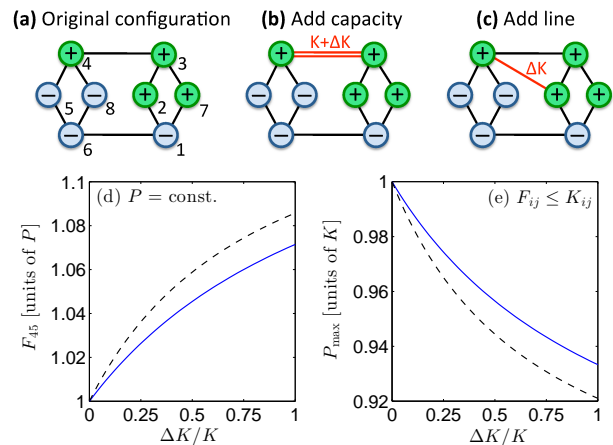 (a) Original configuration
(b) Add capacity
(c) Add line
K+ΔK
ΔK
+ + + +
4 3
− − + + − − + + − − + +
5 8 2 7
− − − − − −
6 1
(d) P = const.
F45 [units of P]
1.1
1.08
1.06
1.04
1.02
1
0 0.25 0.5 0.75 1
ΔK/K
(e) Fij ≤ Kij
Pmax [units of K]
1
0.98
0.96
0.94
0.92
0 0.25 0.5 0.75 1
ΔK/K